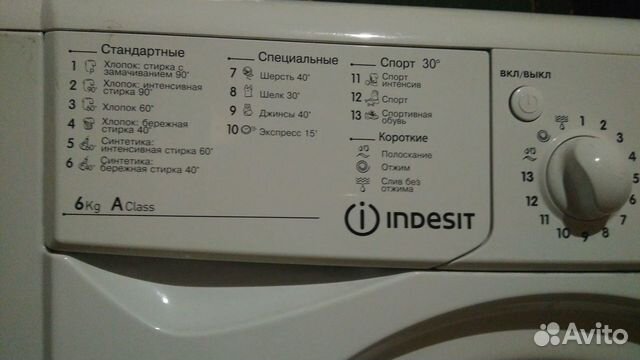 Стандартные
1 Хлопок: стирка с
замачиванием 90°
2 Хлопок: интенсивная
стирка 90°
3 Хлопок 60°
4 Хлопок: бережная
стирка 40°
5 Синтетика:
интенсивная стирка 60°
6 Синтетика:
бережная стирка 40°
6Kg A Class
Специальные
7 Шерсть 40°
8 Шелк 30°
9 Джинсы 40°
10 Экспресс 15'
Спорт 30°
11 Спорт
интенсив
12 Спорт
13 Спортивная
обувь
Короткие
Полоскание
Отжим
Слив без
отжима
INDESIT
ВКЛ/ВЫКЛ
1
2
3
4
5
6
7
8
9
10
11
12
13
Avito